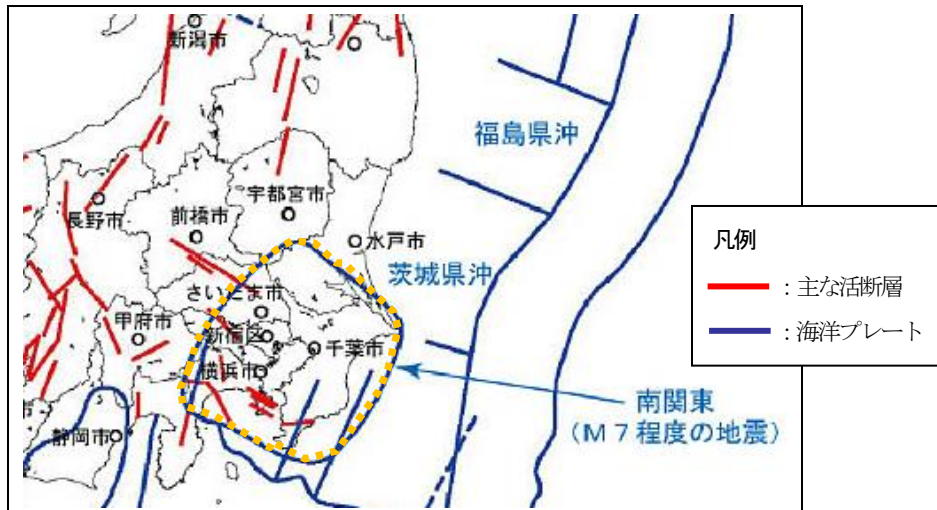 新潟市
福島県沖
宇都宮市
長野市
前橋市
水戸市
茨城県沖
さいたま市
甲府市
新宿区
千葉市
横浜市
静岡市
市
南関東
(M7程度の地震)
凡例
:主な活断層
:海洋プレート